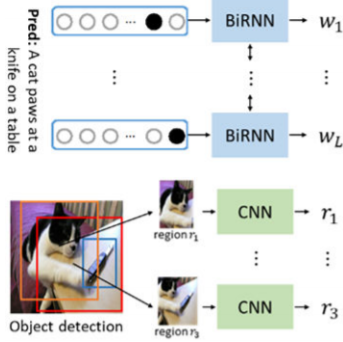 Pred: A cat paws at a
knife on a table
... BiRNN w₁
⋮ ⋮ ⋮
... BiRNN w_L
region r₁ CNN r₁
⋮ ⋮
region r₃ CNN r₃
Object detection